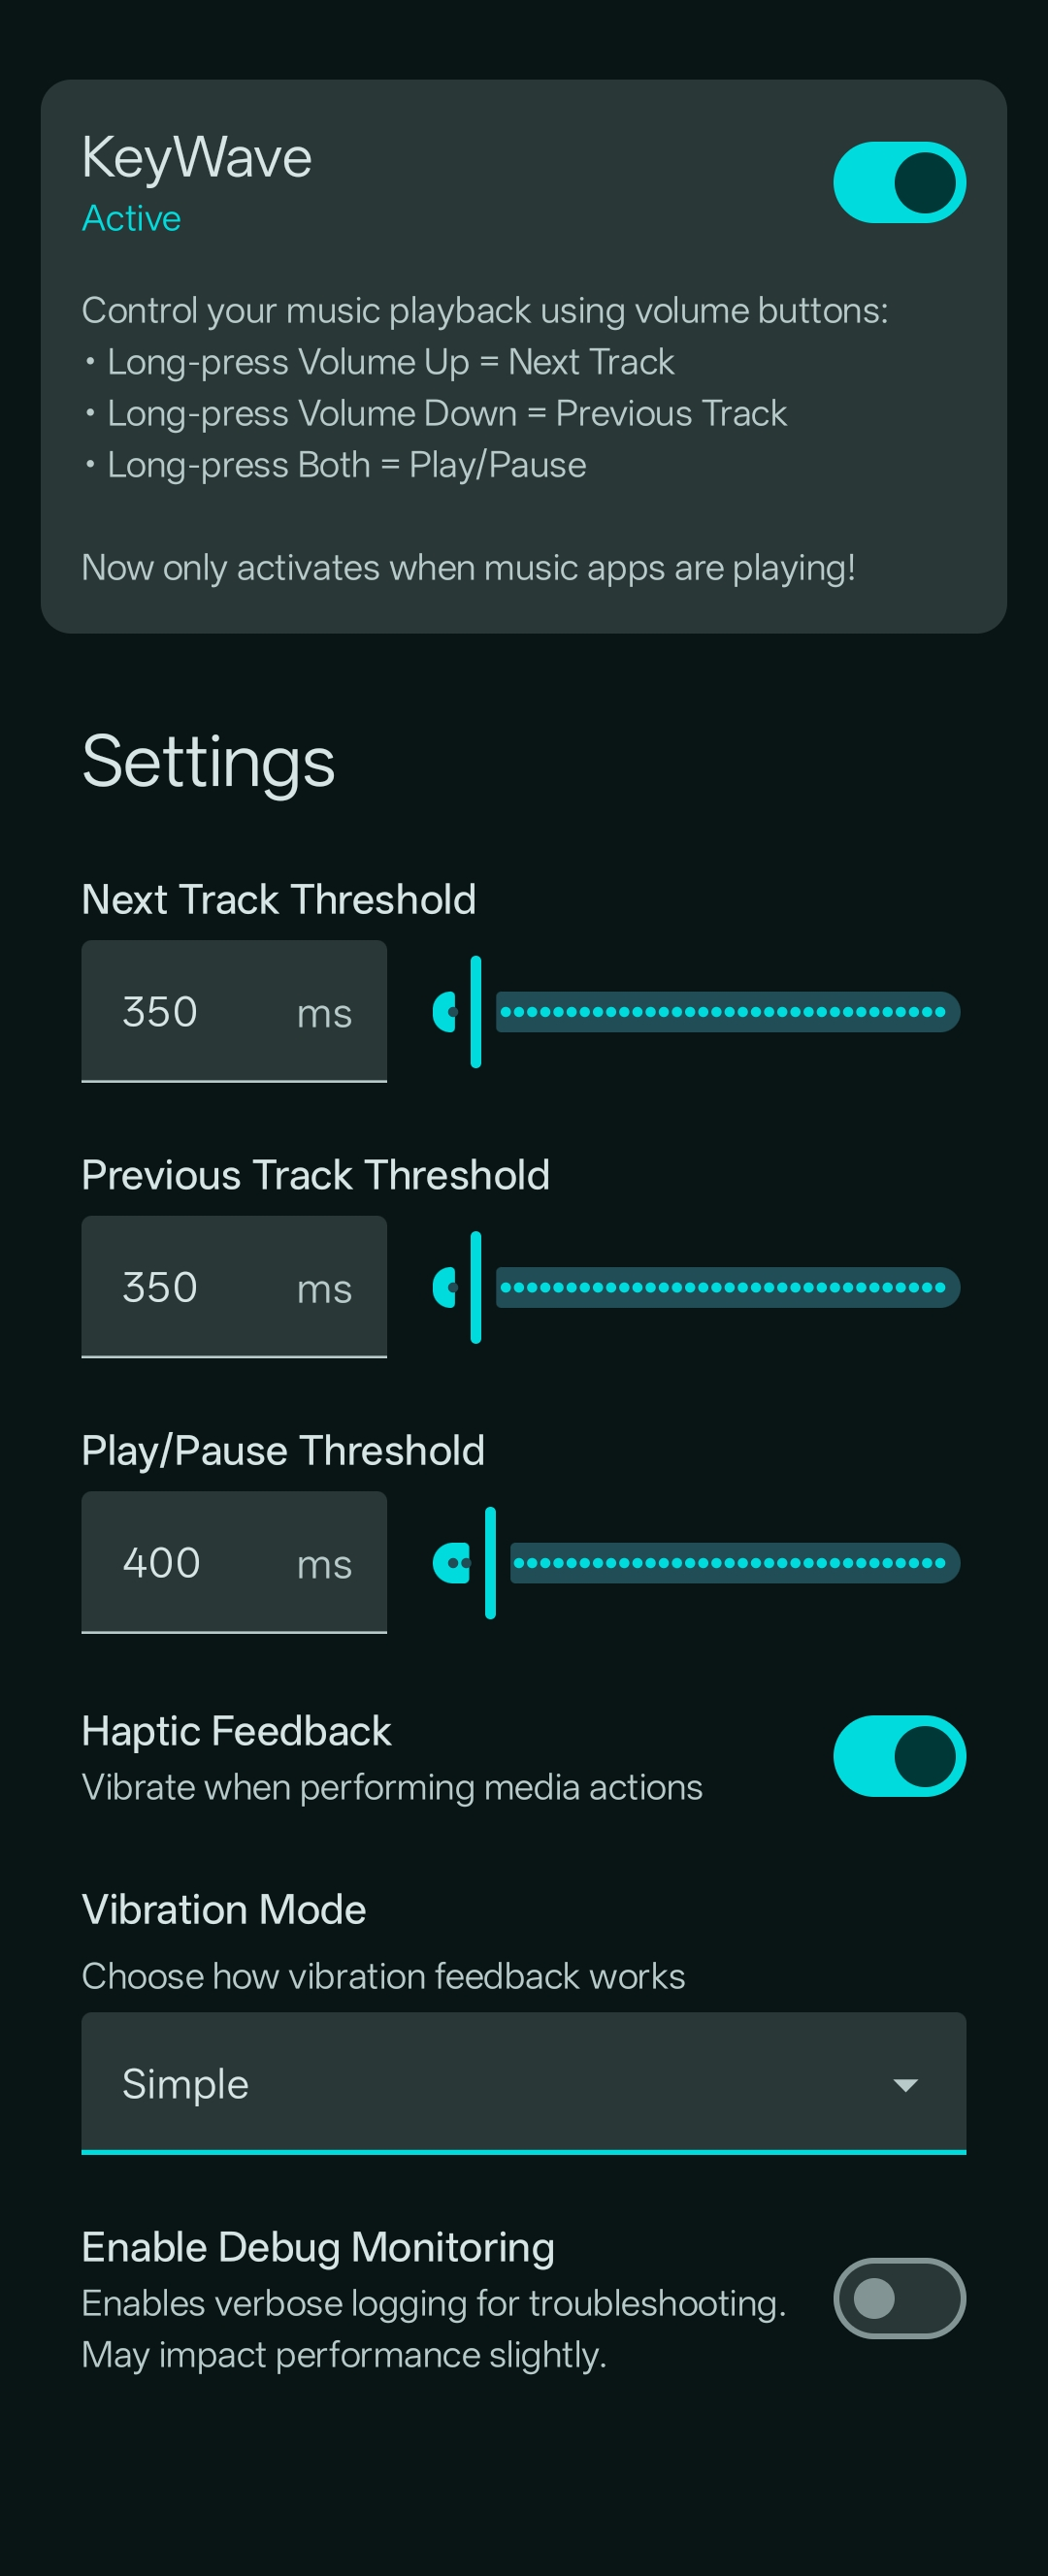 KeyWave
Active
Control your music playback using volume buttons:
• Long-press Volume Up = Next Track
• Long-press Volume Down = Previous Track
• Long-press Both = Play/Pause
Now only activates when music apps are playing!
Settings
Next Track Threshold
350 ms
Previous Track Threshold
350 ms
Play/Pause Threshold
400 ms
Haptic Feedback
Vibrate when performing media actions
Vibration Mode
Choose how vibration feedback works
Simple
Enable Debug Monitoring
Enables verbose logging for troubleshooting.
May impact performance slightly.